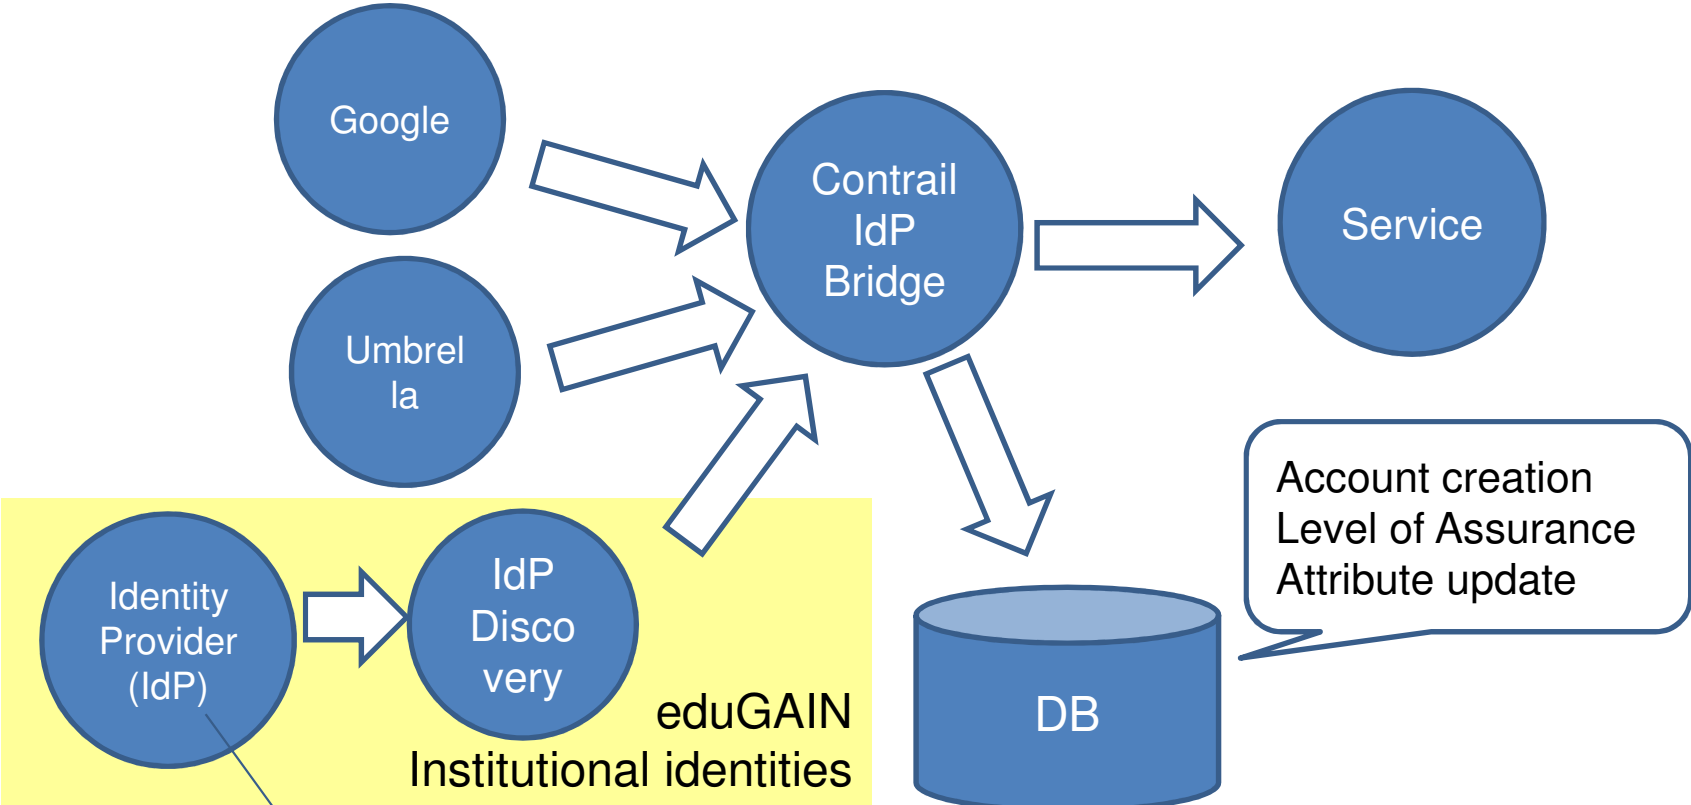 Google
Contrail
IdP
Bridge
Service
Umbrel
la
Account creation
Level of Assurance
Attribute update
Identity
Provider
(IdP)
IdP
Disco
very
eduGAIN
Institutional identities
DB